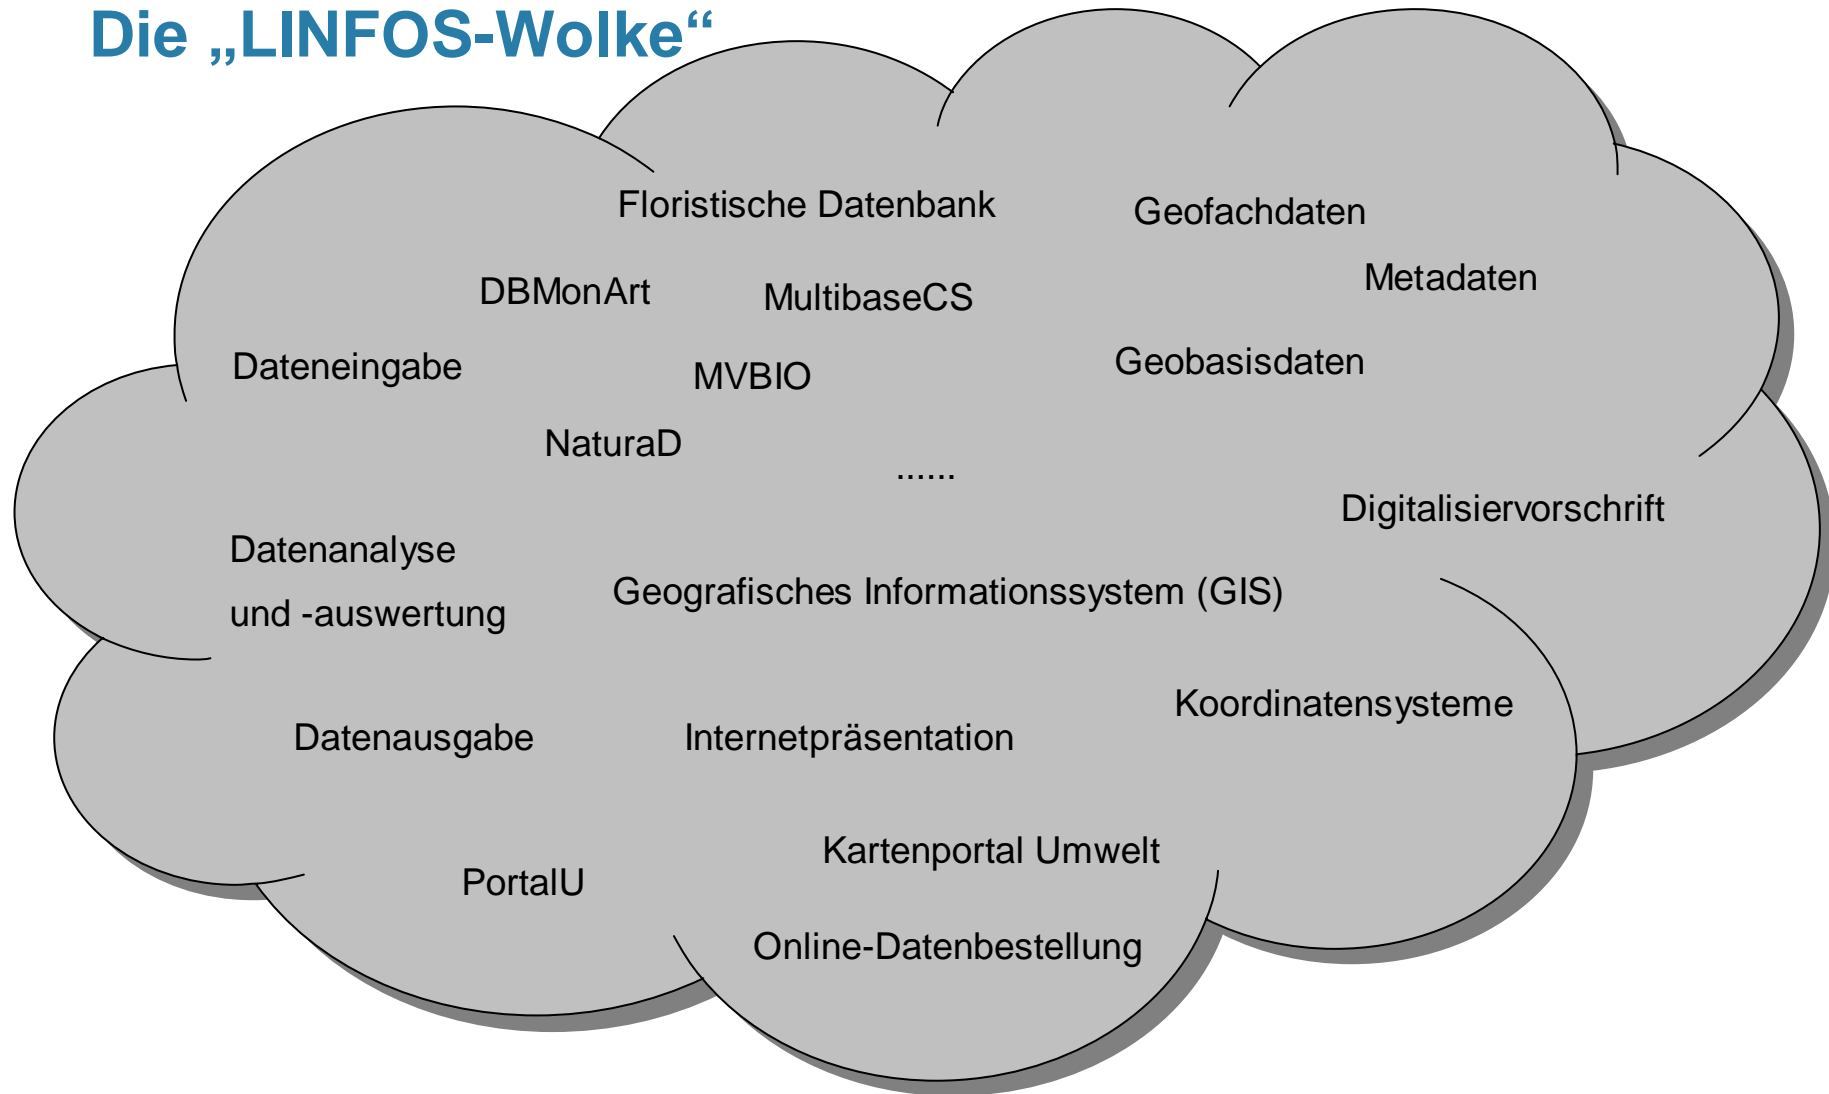 Die „LINFOS-Wolke“
Floristische Datenbank
Geofachdaten
Metadaten
DBMonArt
MultibaseCS
Dateneingabe
MVBIO
Geobasisdaten
NaturaD
......
Digitalisiervorschrift
Datenanalyse
und -auswertung
Geografisches Informationssystem (GIS)
Koordinatensysteme
Datenausgabe
Internetpräsentation
Kartenportal Umwelt
PortalU
Online-Datenbestellung